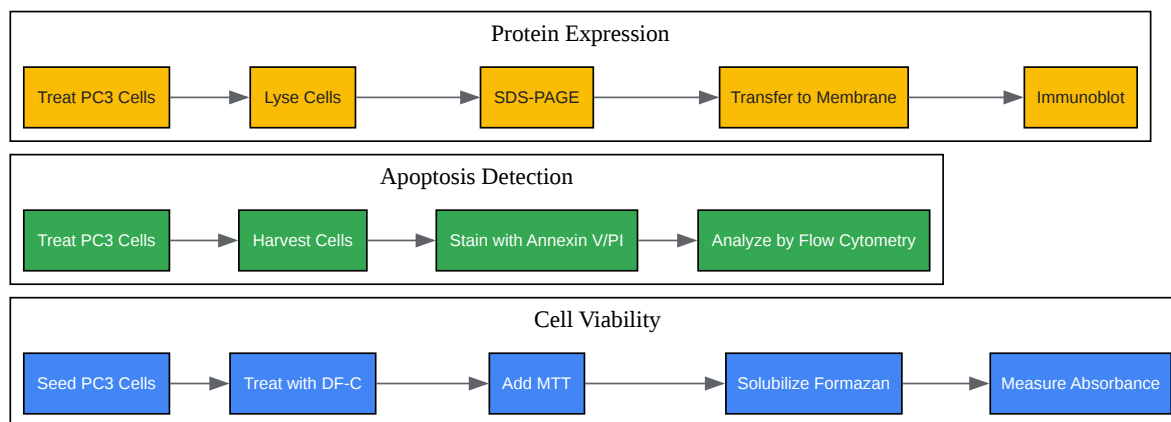 Protein Expression
Treat PC3 Cells
Lyse Cells
SDS-PAGE
Transfer to Membrane
Immunoblot
Apoptosis Detection
Treat PC3 Cells
Harvest Cells
Stain with Annexin V/PI
Analyze by Flow Cytometry
Cell Viability
Seed PC3 Cells
Treat with DF-C
Add MTT
Solubilize Formazan
Measure Absorbance